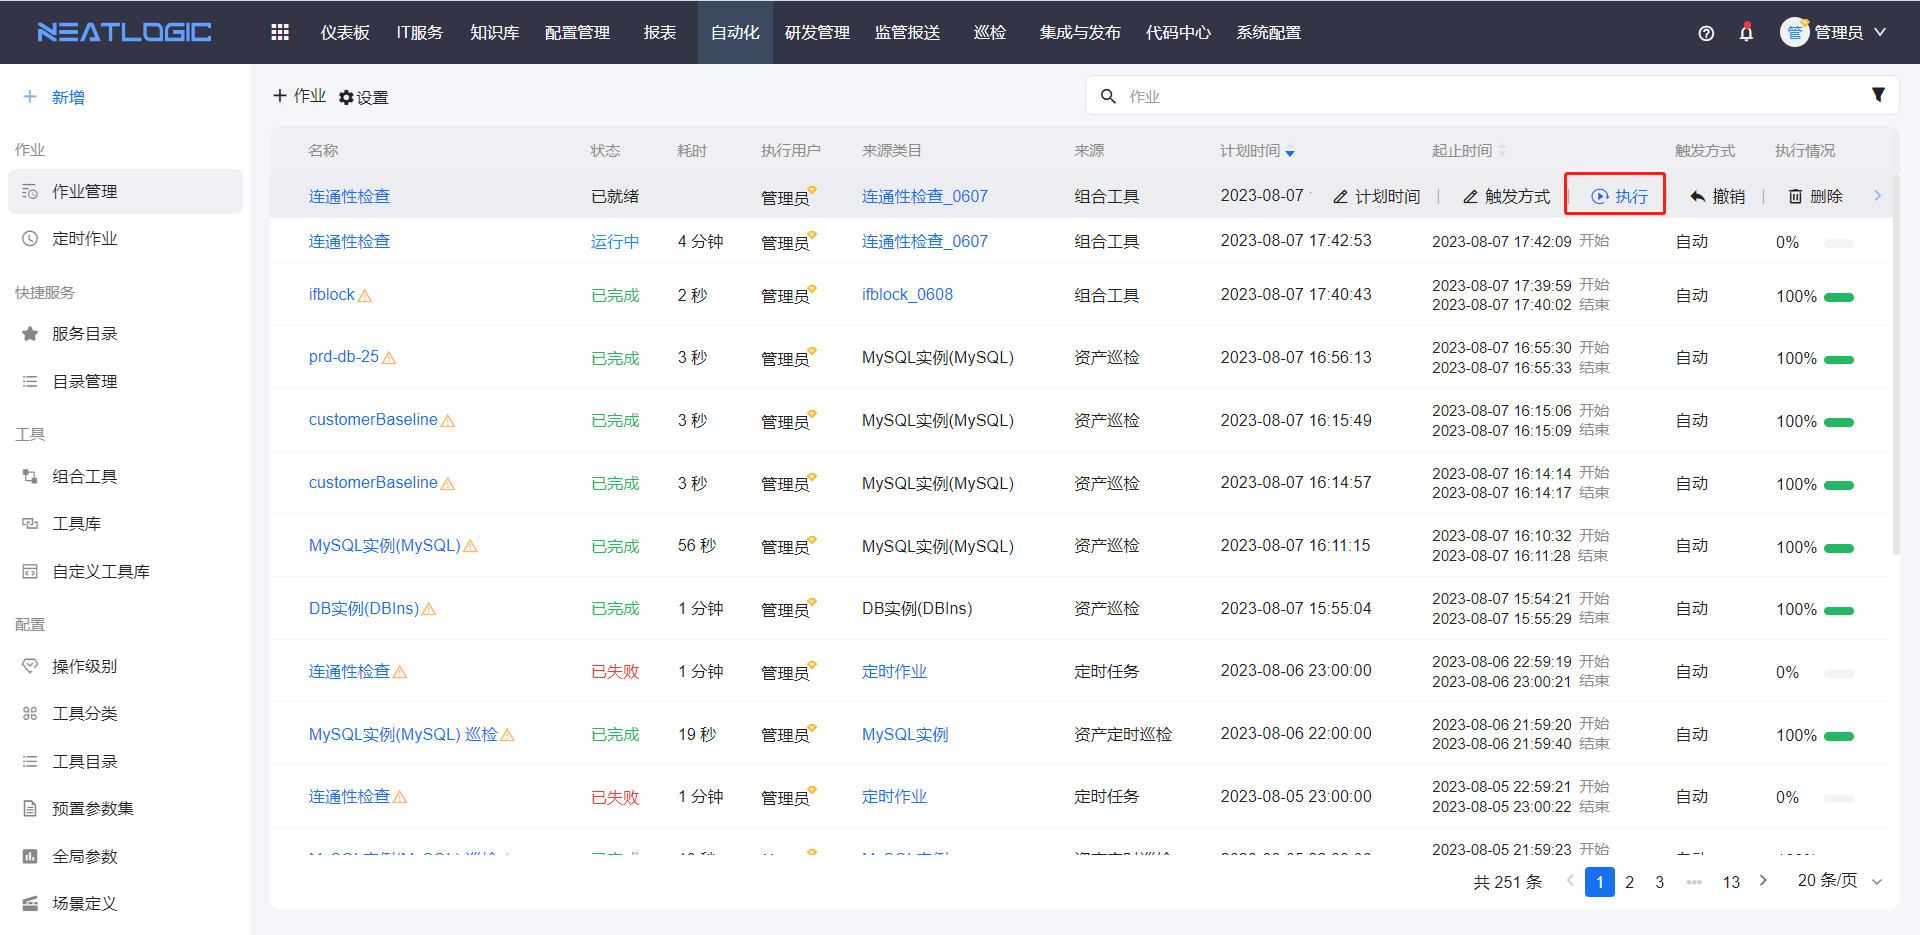 NEATLOGIC
仪表板 IT服务 知识库 配置管理 报表 自动化 研发管理 监管报送 巡检 集成与发布 代码中心 系统配置
管 管理员
新增
作业
作业管理
定时作业
快捷服务
服务目录
目录管理
工具
组合工具
工具库
自定义工具库
配置
操作级别
工具分类
工具目录
预置参数集
全局参数
场景定义
作业 设置
作业
名称 状态 耗时 执行用户 来源类目 来源 计划时间 起止时间 触发方式 执行情况
连通性检查 已就绪 管理员 连通性检查_0607 组合工具 2023-08-07 计划时间 触发方式 执行 撤销 删除
连通性检查 运行中 4 分钟 管理员 连通性检查_0607 组合工具 2023-08-07 17:42:53 2023-08-07 17:42:09 开始 自动 0%
ifblock 已完成 2 秒 管理员 ifblock_0608 组合工具 2023-08-07 17:40:43 2023-08-07 17:39:59 开始 自动 100%
2023-08-07 17:40:02 结束
prd-db-25 已完成 3 秒 管理员 MySQL实例(MySQL) 资产巡检 2023-08-07 16:56:13 2023-08-07 16:55:30 开始 自动 100%
2023-08-07 16:55:33 结束
customerBaseline 已完成 3 秒 管理员 MySQL实例(MySQL) 资产巡检 2023-08-07 16:15:49 2023-08-07 16:15:06 开始 自动 100%
2023-08-07 16:15:09 结束
customerBaseline 已完成 3 秒 管理员 MySQL实例(MySQL) 资产巡检 2023-08-07 16:14:57 2023-08-07 16:14:14 开始 自动 100%
2023-08-07 16:14:17 结束
MySQL实例(MySQL) 已完成 56 秒 管理员 MySQL实例(MySQL) 资产巡检 2023-08-07 16:11:15 2023-08-07 16:10:32 开始 自动 100%
2023-08-07 16:11:28 结束
DB实例(DBIns) 已完成 1 分钟 管理员 DB实例(DBIns) 资产巡检 2023-08-07 15:55:04 2023-08-07 15:54:21 开始 自动 100%
2023-08-07 15:55:29 结束
连通性检查 已失败 1 分钟 管理员 定时作业 定时任务 2023-08-06 23:00:00 2023-08-06 22:59:19 开始 自动 0%
2023-08-06 23:00:21 结束
MySQL实例(MySQL) 巡检 已完成 19 秒 管理员 MySQL实例 资产定时巡检 2023-08-06 22:00:00 2023-08-06 21:59:20 开始 自动 100%
2023-08-06 21:59:40 结束
连通性检查 已失败 1 分钟 管理员 定时作业 定时任务 2023-08-05 23:00:00 2023-08-05 22:59:21 开始 自动 0%
2023-08-05 23:00:22 结束
2023-08-05 21:59:23 开始
共 251 条 1 2 3 ••• 13 20 条/页